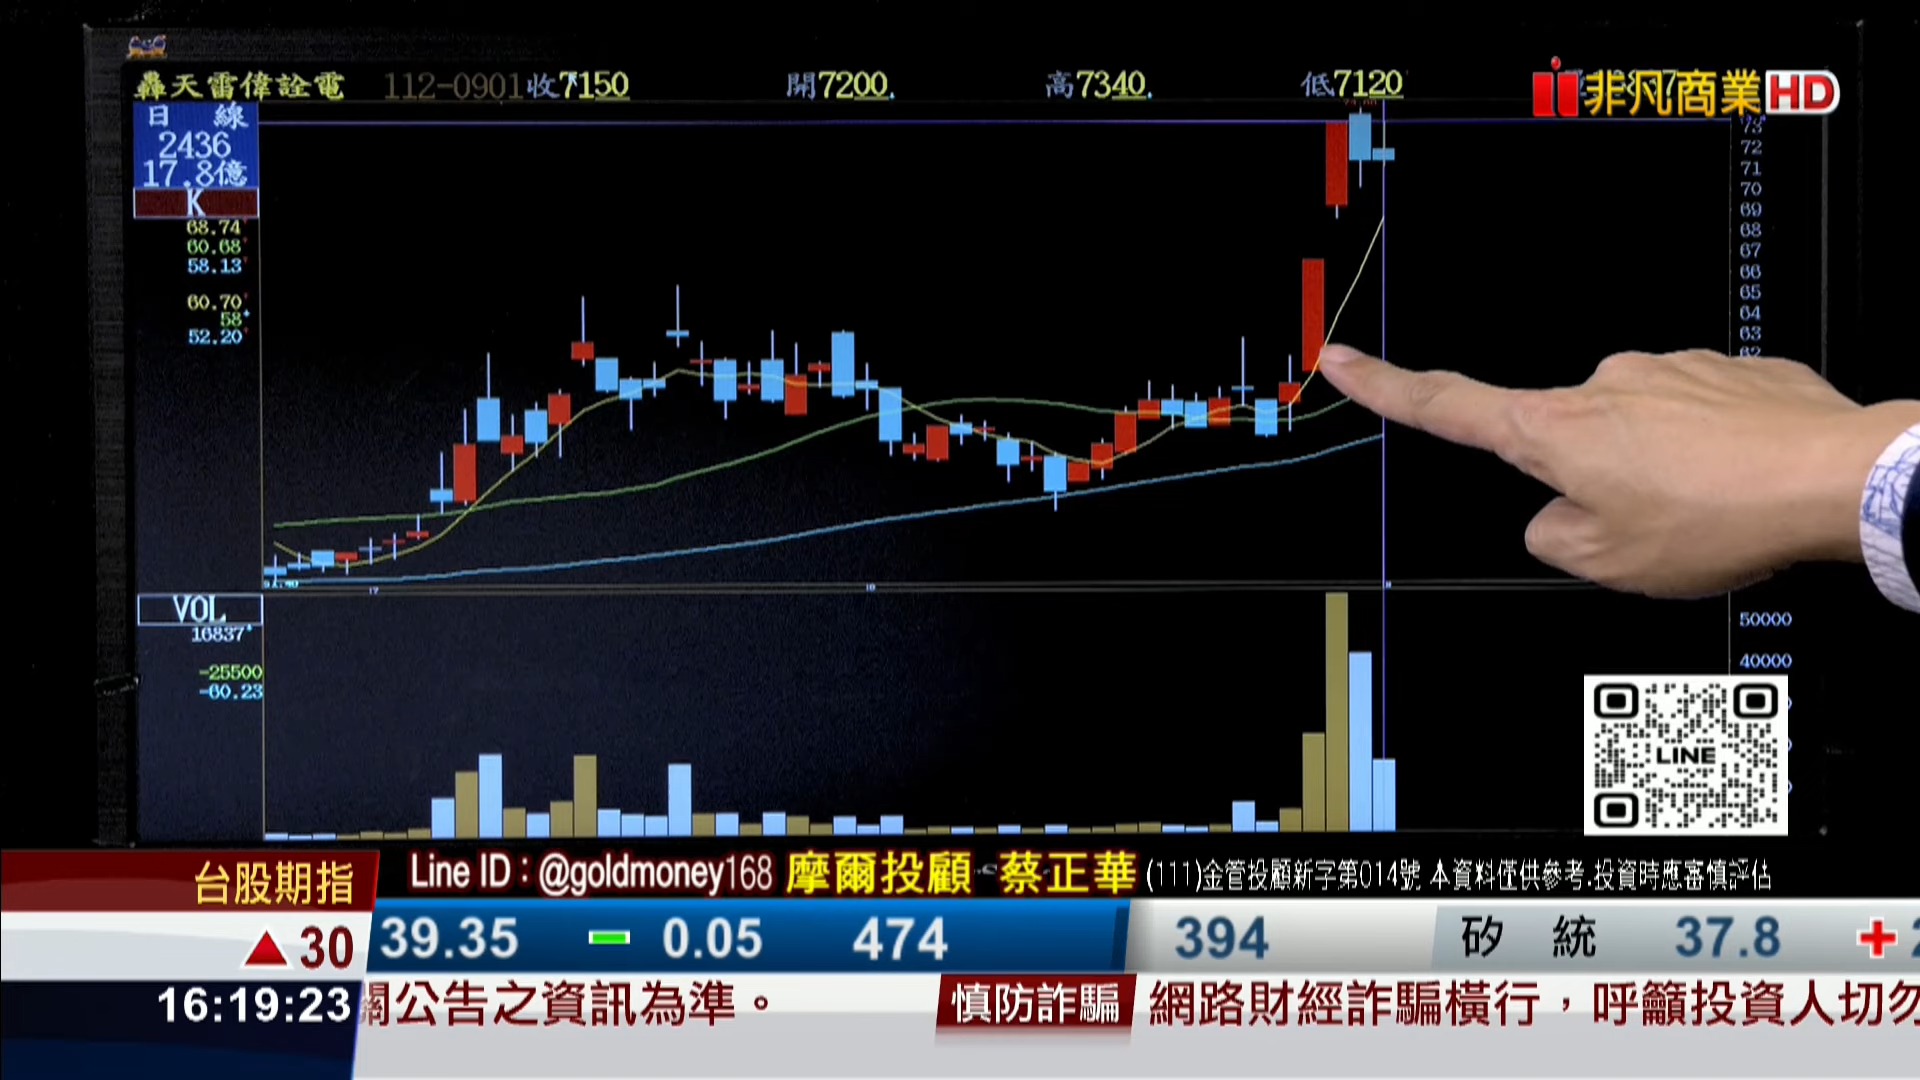 轟天雷偉詮電 112-0901收7150 開7200. 高7340. 低7120
非凡商業HD
日 線
2436
17.8億
K
68.74
60.68
58.13
60.70
58
52.20
73
72
71
70
69
68
67
66
65
64
63
62
VOL
16837
-25500
-60.23
50000
40000
LINE
台股期指
Line ID：@goldmoney168 摩爾投顧 蔡正華 (111)金管投顧新字第014號 本資料僅供參考.投資時應審慎評估
▲30
39.35 0.05 474 394 矽 統 37.8 +
16:19:23
公告之資訊為準。 慎防詐騙 網路財經詐騙橫行，呼籲投資人切勿